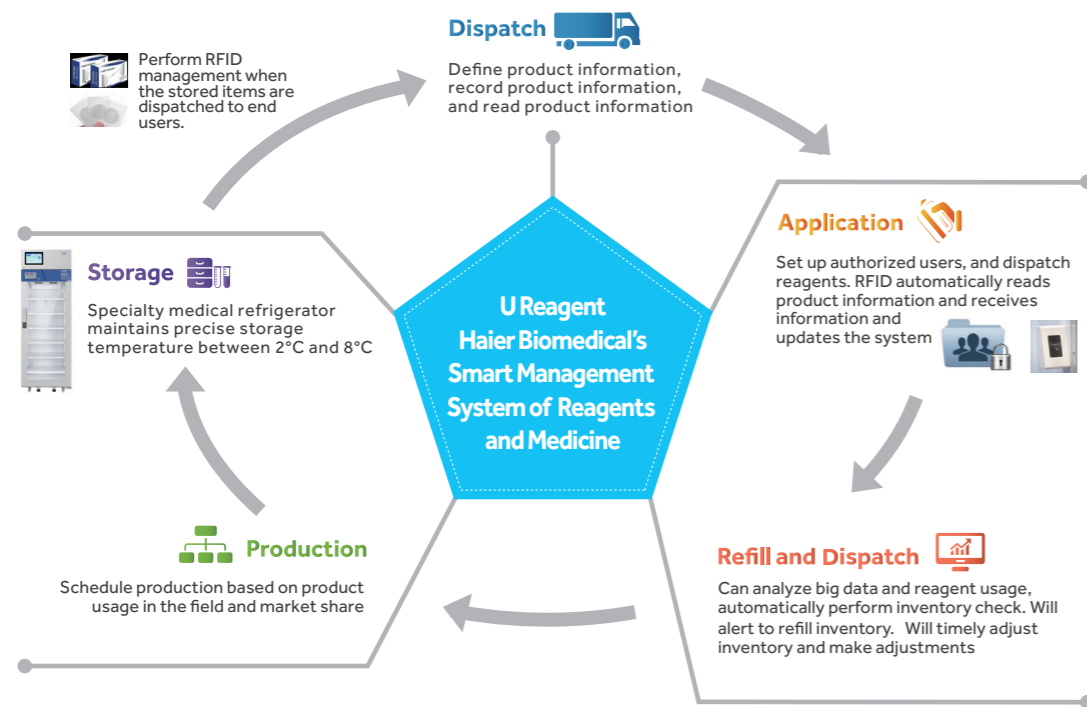 Dispatch
Define product information,
record product information,
and read product information
Perform RFID
management when
the stored items are
dispatched to end
users.
Application
Set up authorized users, and dispatch
reagents. RFID automatically reads
product information and receives
information and
updates the system
Storage
Specialty medical refrigerator
maintains precise storage
temperature between 2°C and 8°C
U Reagent
Haier Biomedical's
Smart Management
System of Reagents
and Medicine
Production
Schedule production based on product
usage in the field and market share
Refill and Dispatch
Can analyze big data and reagent usage,
automatically perform inventory check. Will
alert to refill inventory. Will timely adjust
inventory and make adjustments